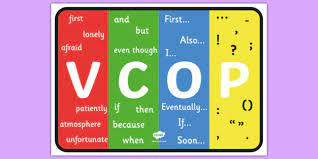 first
lonely
afraid
V
patiently
atmosphere
unfortunate
and
but
even though
C
if then
because
when
First...
Also...
I...
O
Eventually...
If...
Soon...
... ,
! ?
; :
P
. ()
' -
“ ”